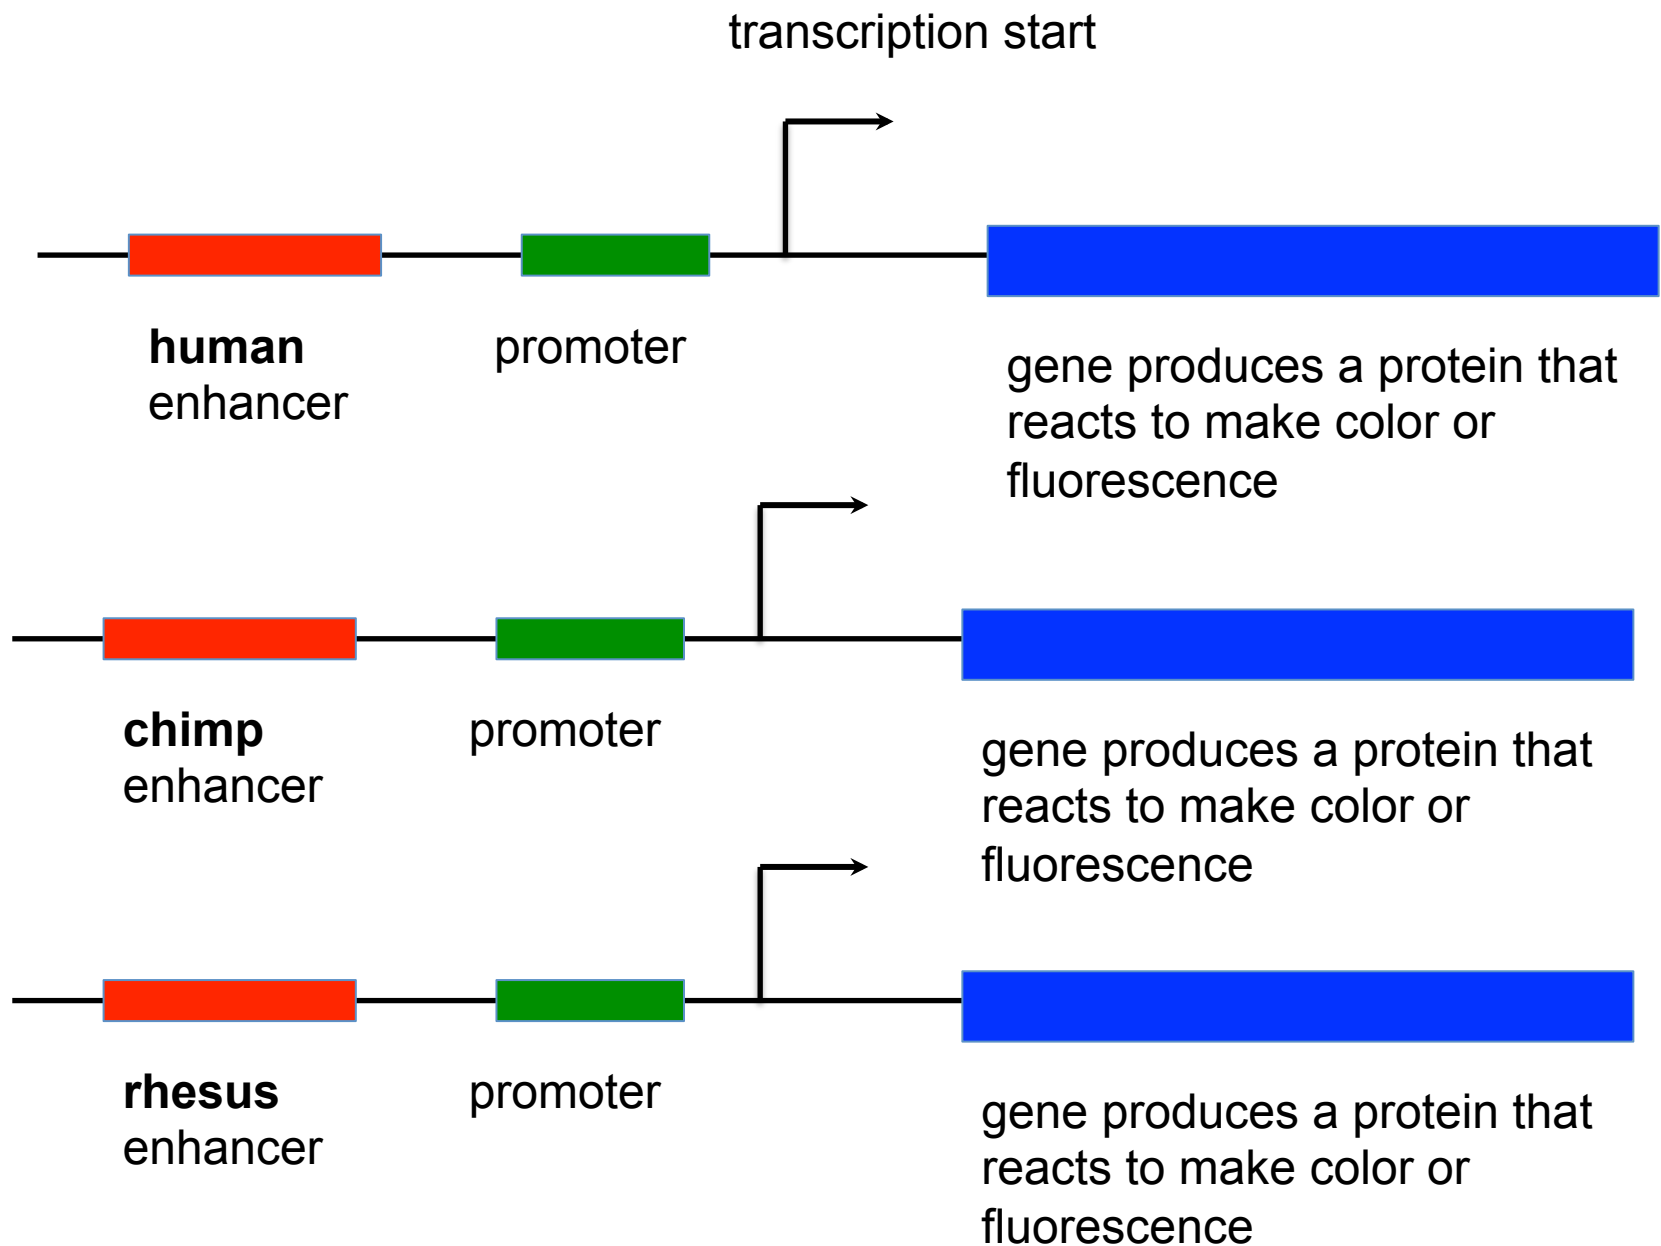 transcription start
human
enhancer
promoter
gene produces a protein that
reacts to make color or
fluorescence
chimp
enhancer
promoter
gene produces a protein that
reacts to make color or
fluorescence
rhesus
enhancer
promoter
gene produces a protein that
reacts to make color or
fluorescence